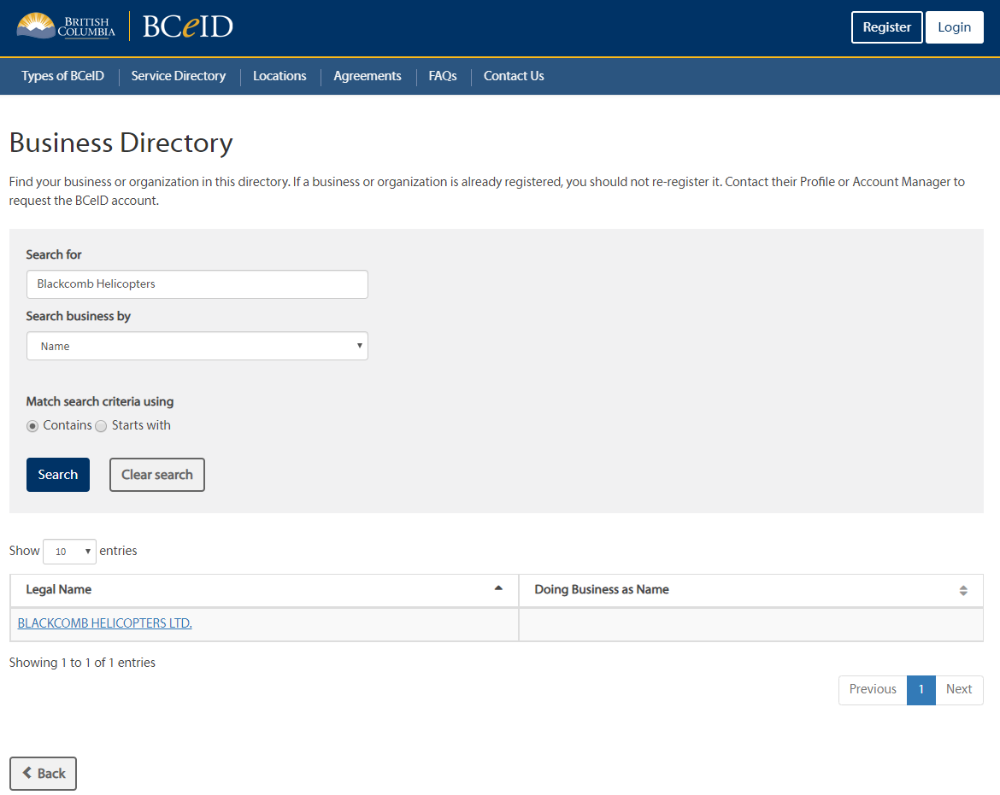 BRITISH COLUMBIA BCeID Register Login
Types of BCeID Service Directory Locations Agreements FAQs Contact Us
Business Directory
Find your business or organization in this directory. If a business or organization is already registered, you should not re-register it. Contact their Profile or Account Manager to
request the BCeID account.
Search for
Blackcomb Helicopters
Search business by
Name
Match search criteria using
Contains Starts with
Search Clear search
Show 10 entries
Legal Name Doing Business as Name
BLACKCOMB HELICOPTERS LTD.
Showing 1 to 1 of 1 entries
Previous 1 Next
Back